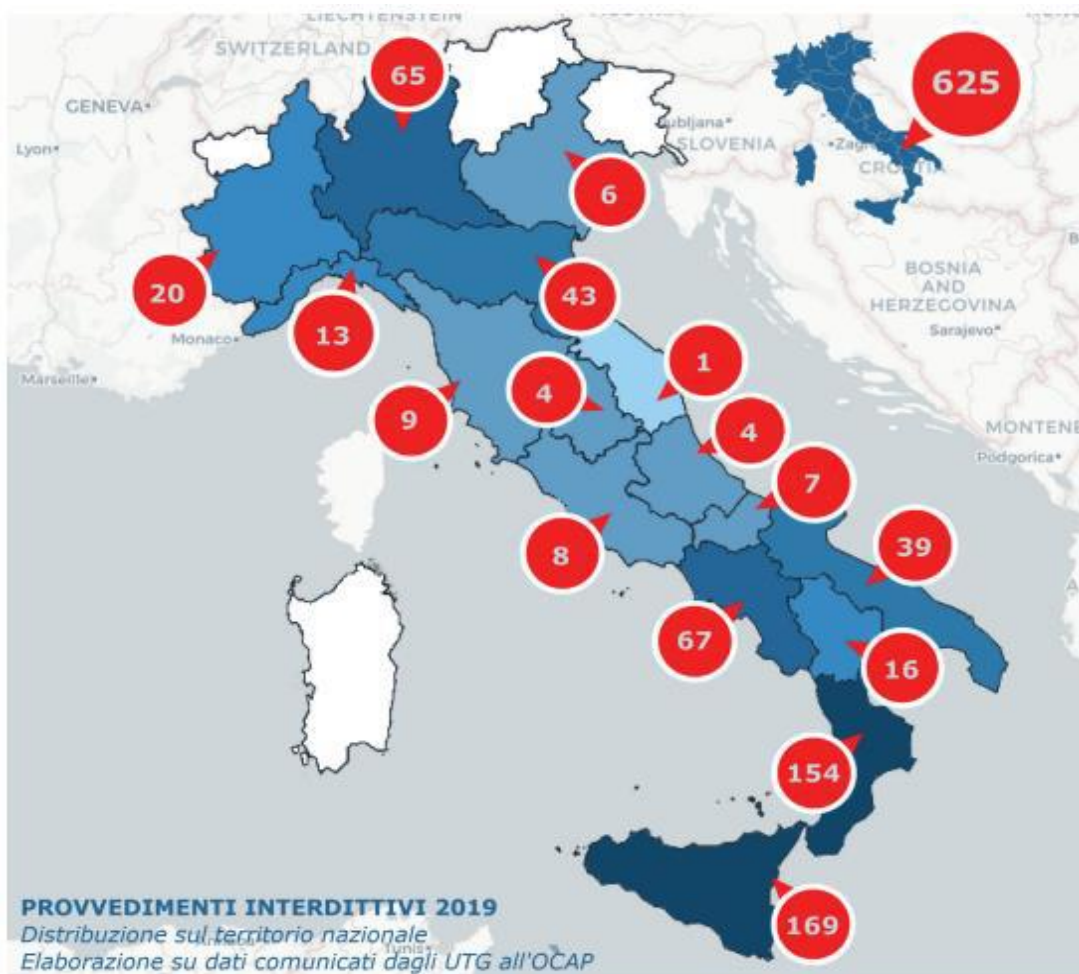 LIECHTENSTEIN
SWITZERLAND
65
625
GENEVA
Lyon
SLOVENIA
CROATIA
6
20
13
43
BOSNIA
AND
HERZEGOVINA
Sarajevo
Monaco
Marseille
1
4
9
4
MONTENE
Podgorica
7
8
39
67
16
154
169
PROVVEDIMENTI INTERDITTIVI 2019
Distribuzione sul territorio nazionale
Tunis
Elaborazione su dati comunicati dagli UTG all'OCAP